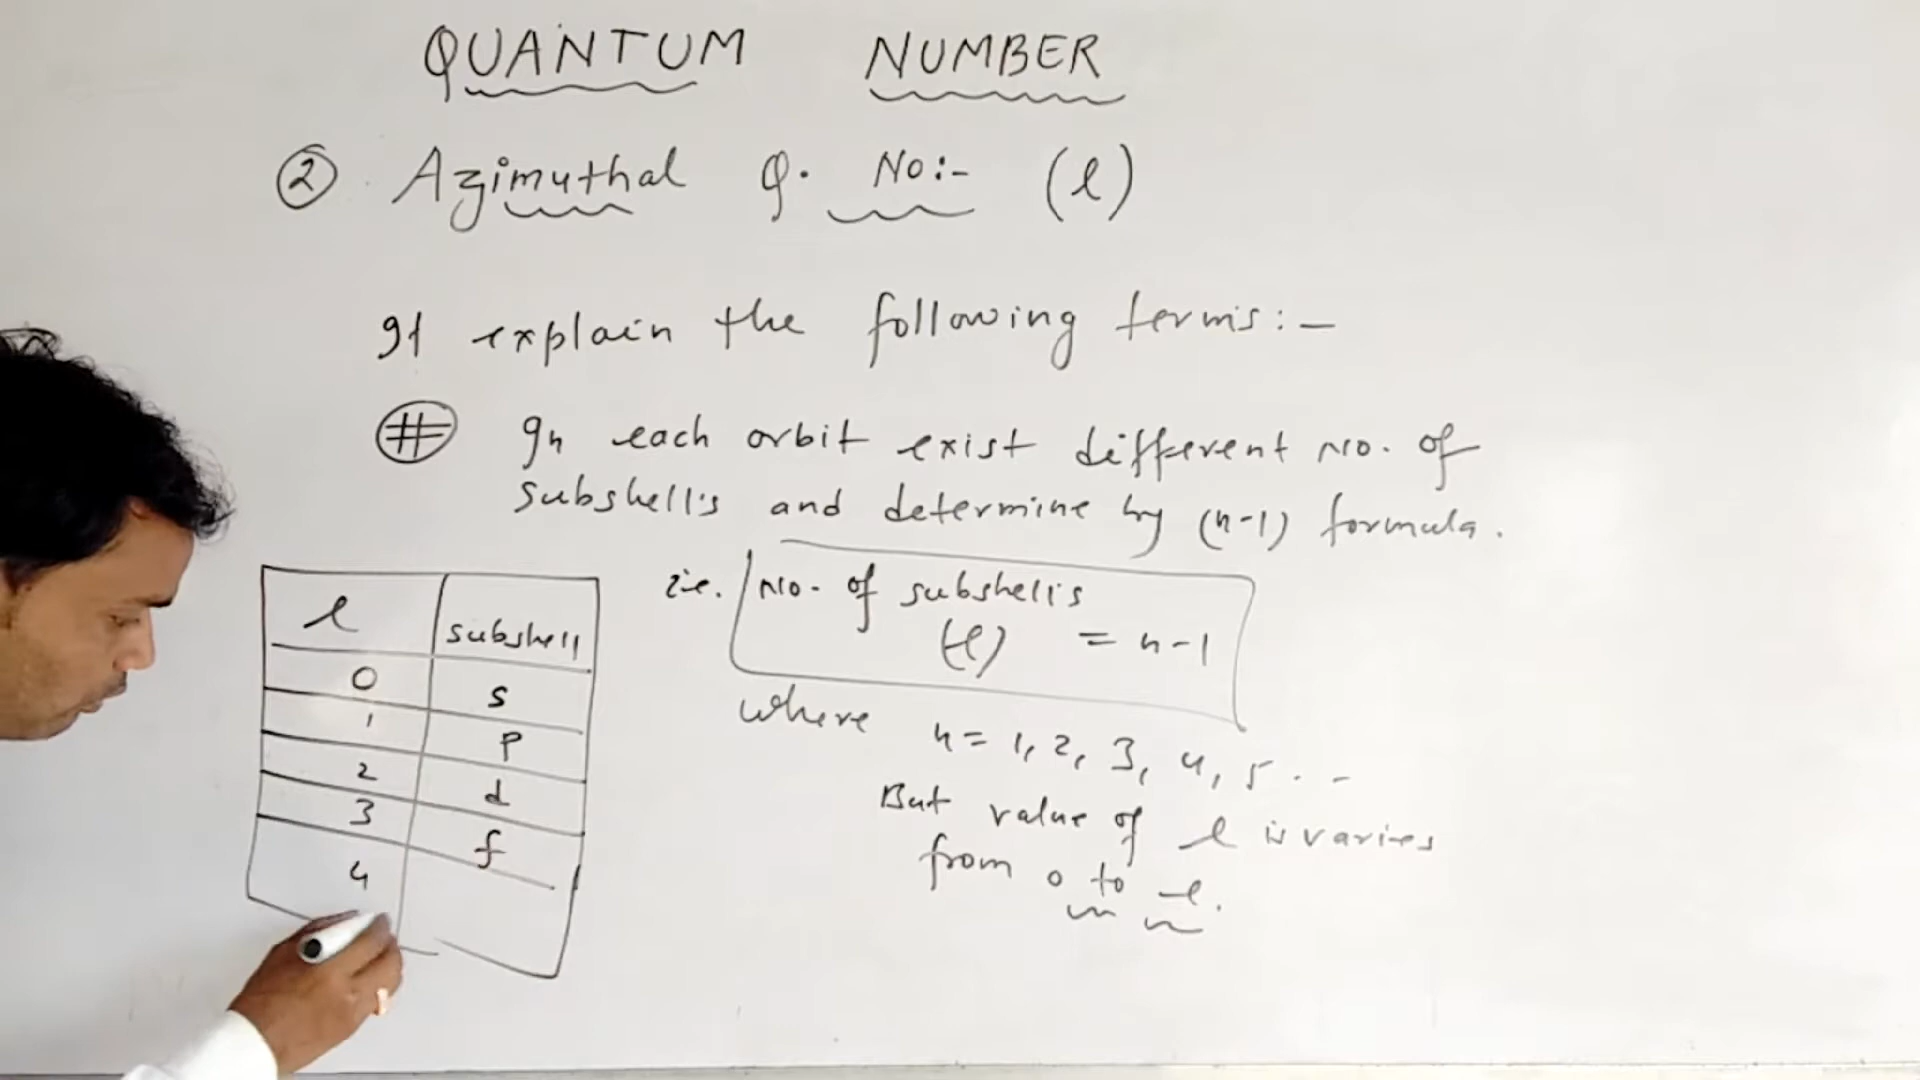 QUANTUM NUMBER
② Azimuthal Q. No:- (l)
It explain the following terms:-
# In each orbit exist different No. of
subshell's and determine by (n-1) formula.
i.e. No. of subshell's
(l) = n-1
where n = 1, 2, 3, 4, 5 . . -
But value of l is varies
from 0 to l.
l subshell
0 s
1 p
2 d
3 f
4